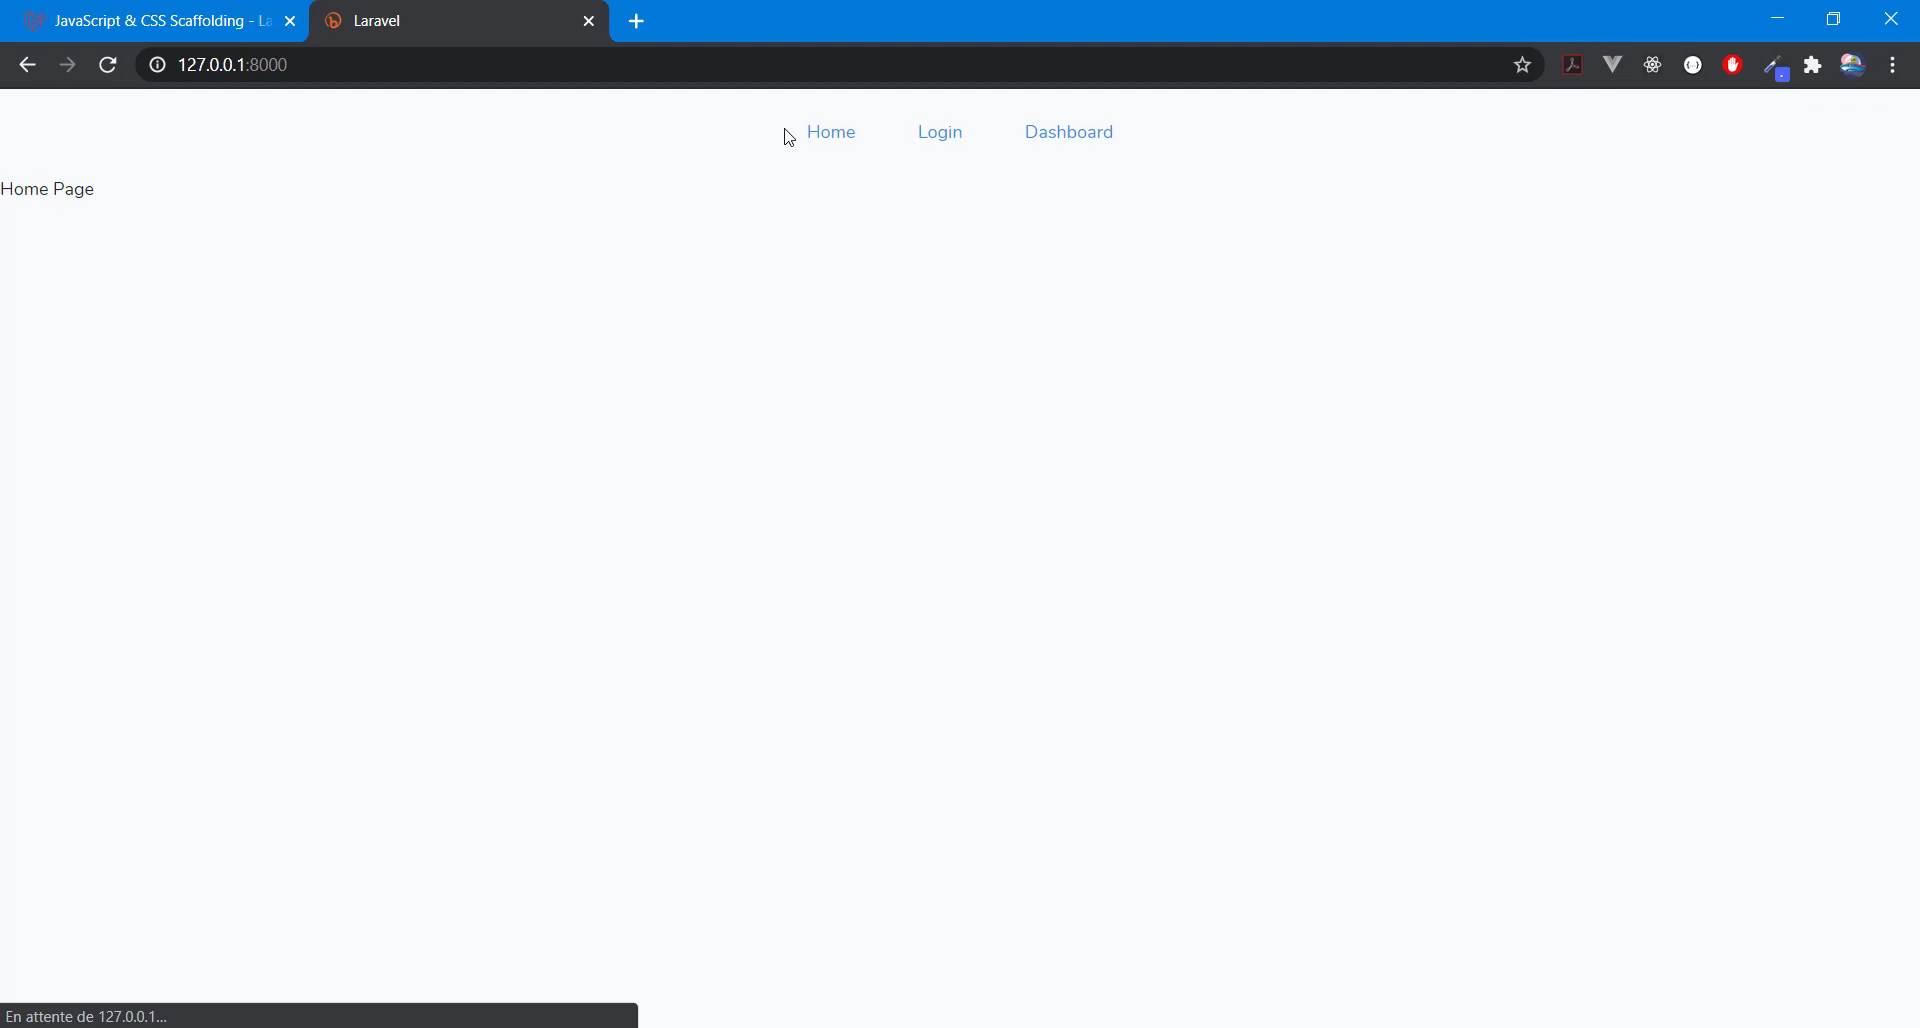 JavaScript & CSS Scaffolding - La
Laravel
127.0.0.1:8000
Home
Login
Dashboard
Home Page
En attente de 127.0.0.1...